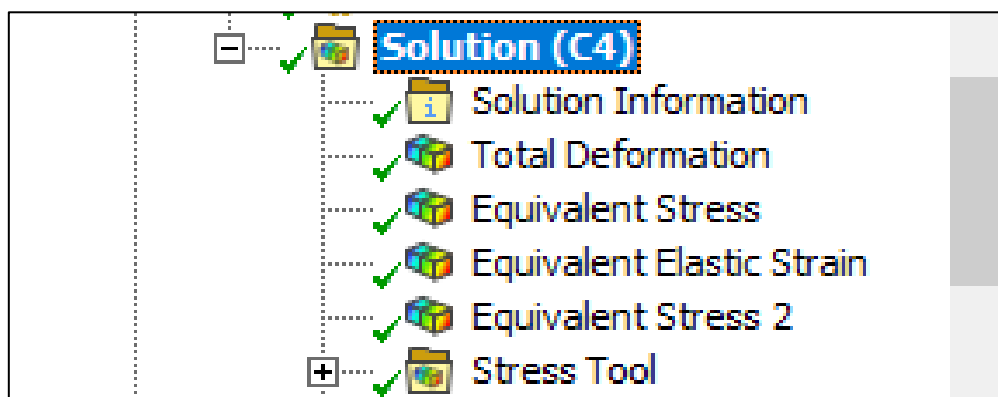 Solution (C4)
Solution Information
Total Deformation
Equivalent Stress
Equivalent Elastic Strain
Equivalent Stress 2
Stress Tool